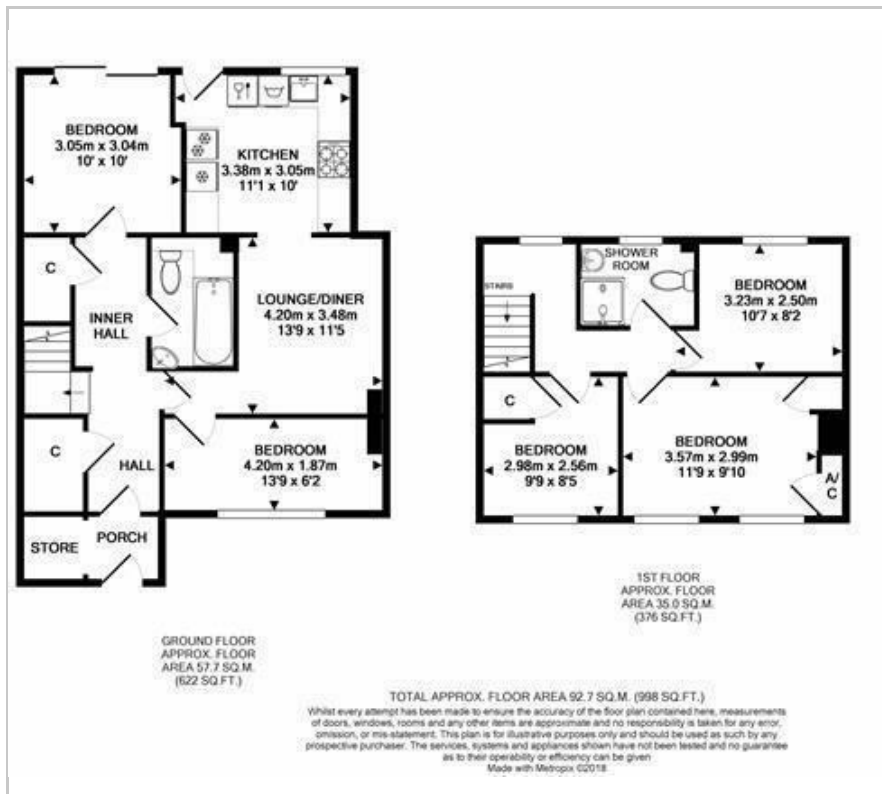 BEDROOM
3.05m x 3.04m
10' x 10'
KITCHEN
3.38m x 3.05m
11'1 x 10'
C
INNER
HALL
LOUNGE/DINER
4.20m x 3.48m
13'9 x 11'5
C
HALL
BEDROOM
4.20m x 1.87m
13'9 x 6'2
STORE
PORCH
GROUND FLOOR
APPROX. FLOOR
AREA 57.7 SQ.M.
(622 SQ.FT.)
STAIRS
SHOWER
ROOM
BEDROOM
3.23m x 2.50m
10'7 x 8'2
C
BEDROOM
2.98m x 2.56m
9'9 x 8'5
BEDROOM
3.57m x 2.99m
11'9 x 9'10
A/
C
1ST FLOOR
APPROX. FLOOR
AREA 35.0 SQ.M.
(376 SQ.FT.)
TOTAL APPROX. FLOOR AREA 92.7 SQ.M. (998 SQ.FT.)
Whilst every attempt has been made to ensure the accuracy of the floor plan contained here, measurements
of doors, windows, rooms and any other items are approximate and no responsibility is taken for any error,
omission, or mis-statement. This plan is for illustrative purposes only and should be used as such by any
prospective purchaser. The services, systems and appliances shown have not been tested and no guarantee
as to their operability or efficiency can be given
Made with Metropix ©2018